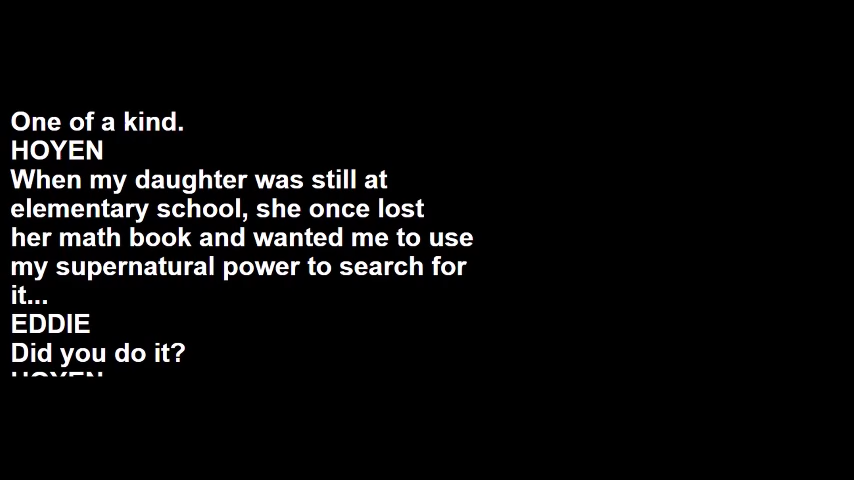 One of a kind.
HOYEN
When my daughter was still at
elementary school, she once lost
her math book and wanted me to use
my supernatural power to search for
it...
EDDIE
Did you do it?
HOYEN